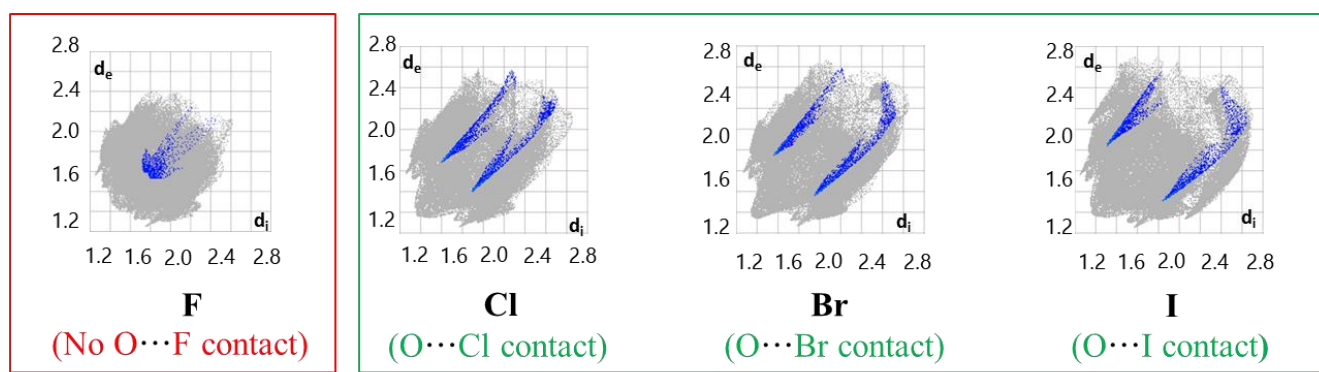 2.8
de
2.4
2.0
1.6
1.2
di
1.2 1.6 2.0 2.4 2.8
F
(No O⋯F contact)
2.8
de
2.4
2.0
1.6
1.2
di
1.2 1.6 2.0 2.4 2.8
Cl
(O⋯Cl contact)
2.8
de
2.4
2.0
1.6
1.2
di
1.2 1.6 2.0 2.4 2.8
Br
(O⋯Br contact)
2.8
de
2.4
2.0
1.6
1.2
di
1.2 1.6 2.0 2.4 2.8
I
(O⋯I contact)